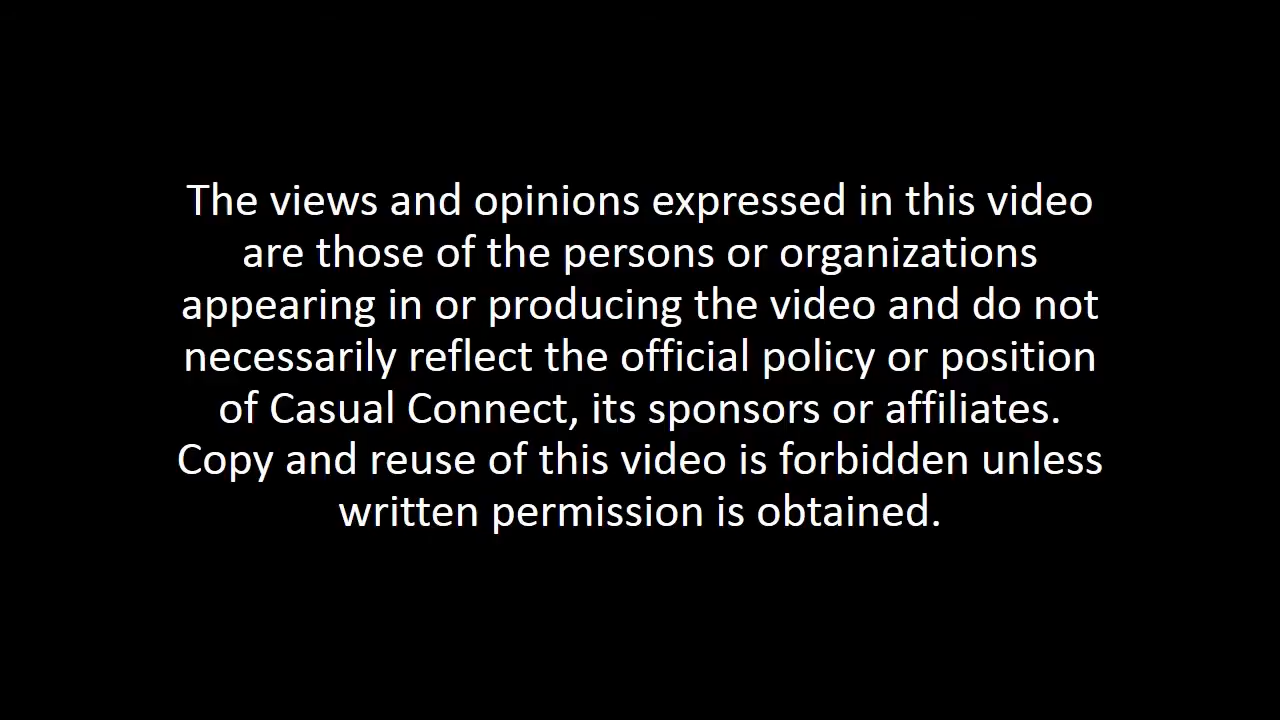 The views and opinions expressed in this video
are those of the persons or organizations
appearing in or producing the video and do not
necessarily reflect the official policy or position
of Casual Connect, its sponsors or affiliates.
Copy and reuse of this video is forbidden unless
written permission is obtained.